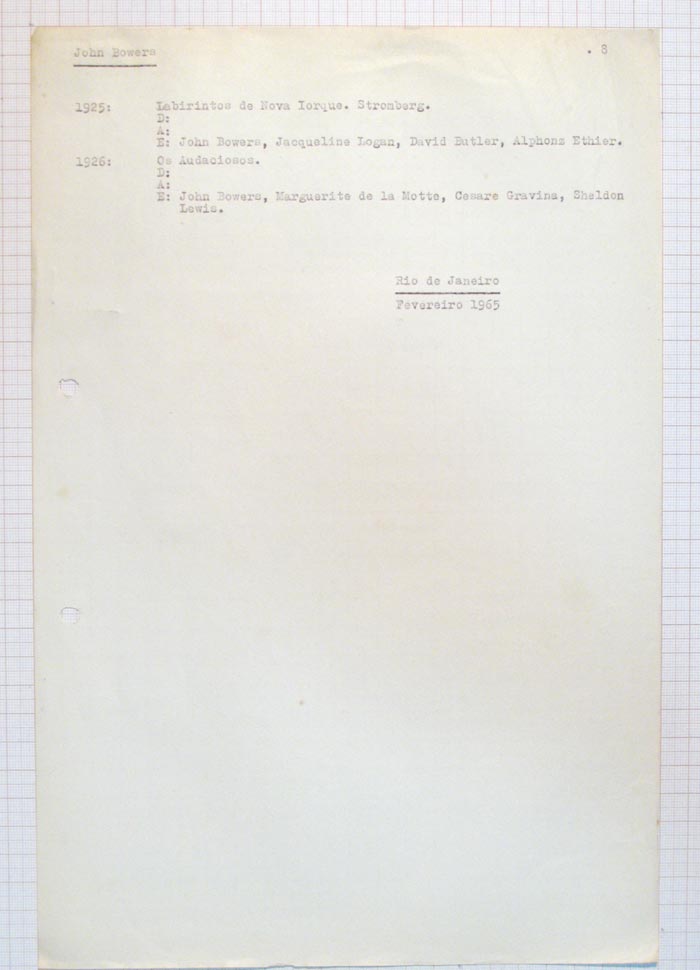 John Bowers . 8
1925: Labirintos de Nova Iorque. Stromberg.
D:
A:
E: John Bowers, Jacqueline Logan, David Butler, Alphonz Ethier.
1926: Os Audaciosos.
D:
A:
E: John Bowers, Marguerite de la Motte, Cesare Gravina, Sheldon
Lewis.
Rio de Janeiro
Fevereiro 1965